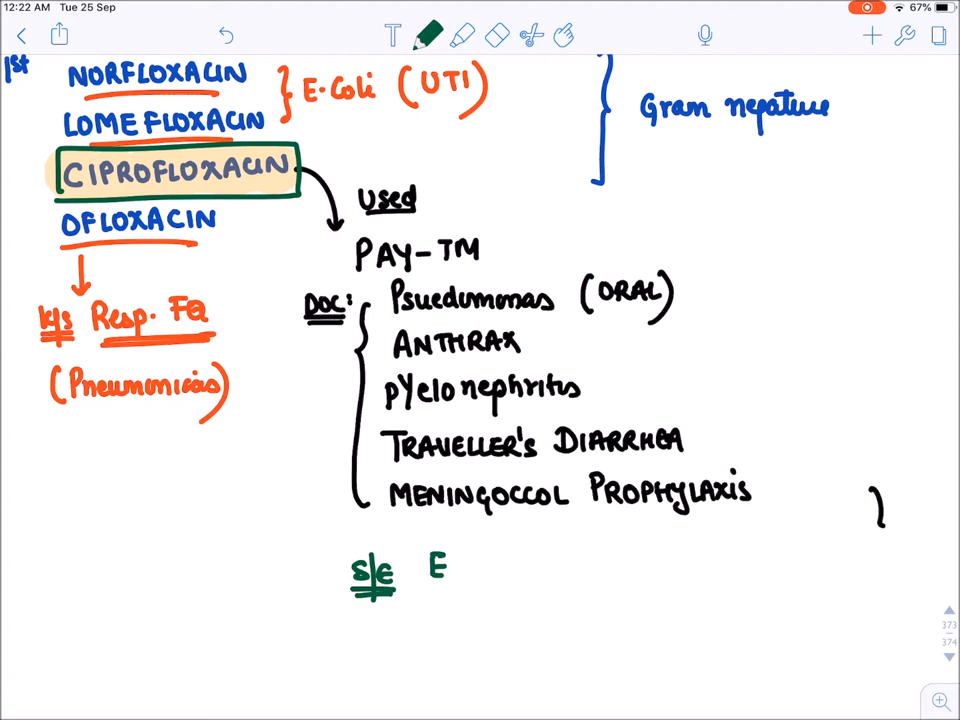 12:22 AM Tue 25 Sep
67%
1st
NORFLOXACIN
E.Coli (UTI)
LOMEFLOXACIN
Gram negative
CIPROFLOXACIN
OFLOXACIN
Used
PAY-TM
K/s Resp. FQ
(Pneumonias)
DOC: Psuedomonas (ORAL)
ANTHRAX
PYelonephritis
TRAVELLER'S DIARRHEA
MENINGOCCOL PROPHYLAXIS
S/E E
373
374